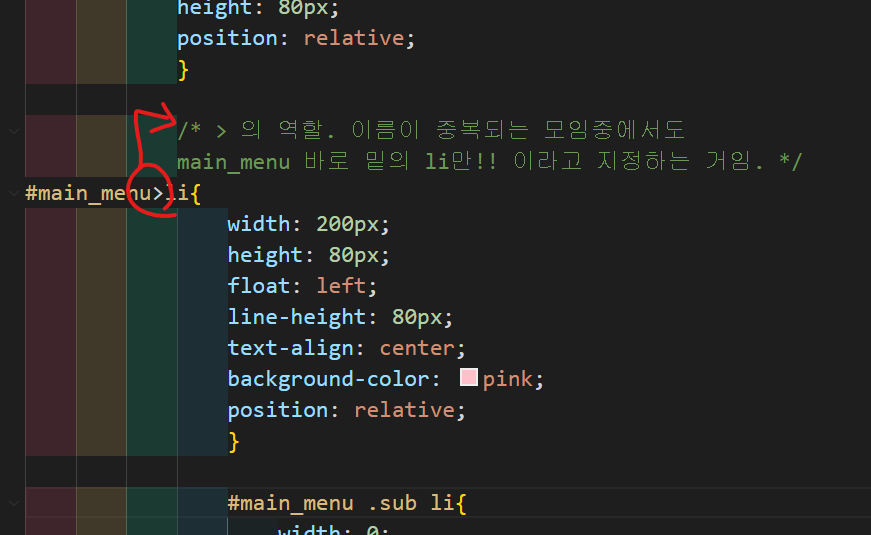 height: 80px;
position: relative;
}
/* > 의 역할. 이름이 중복되는 모임중에서도
main_menu 바로 밑의 li만!! 이라고 지정하는 거임. */
#main_menu>li{
width: 200px;
height: 80px;
float: left;
line-height: 80px;
text-align: center;
background-color: pink;
position: relative;
}
#main_menu .sub li{
width: 0;